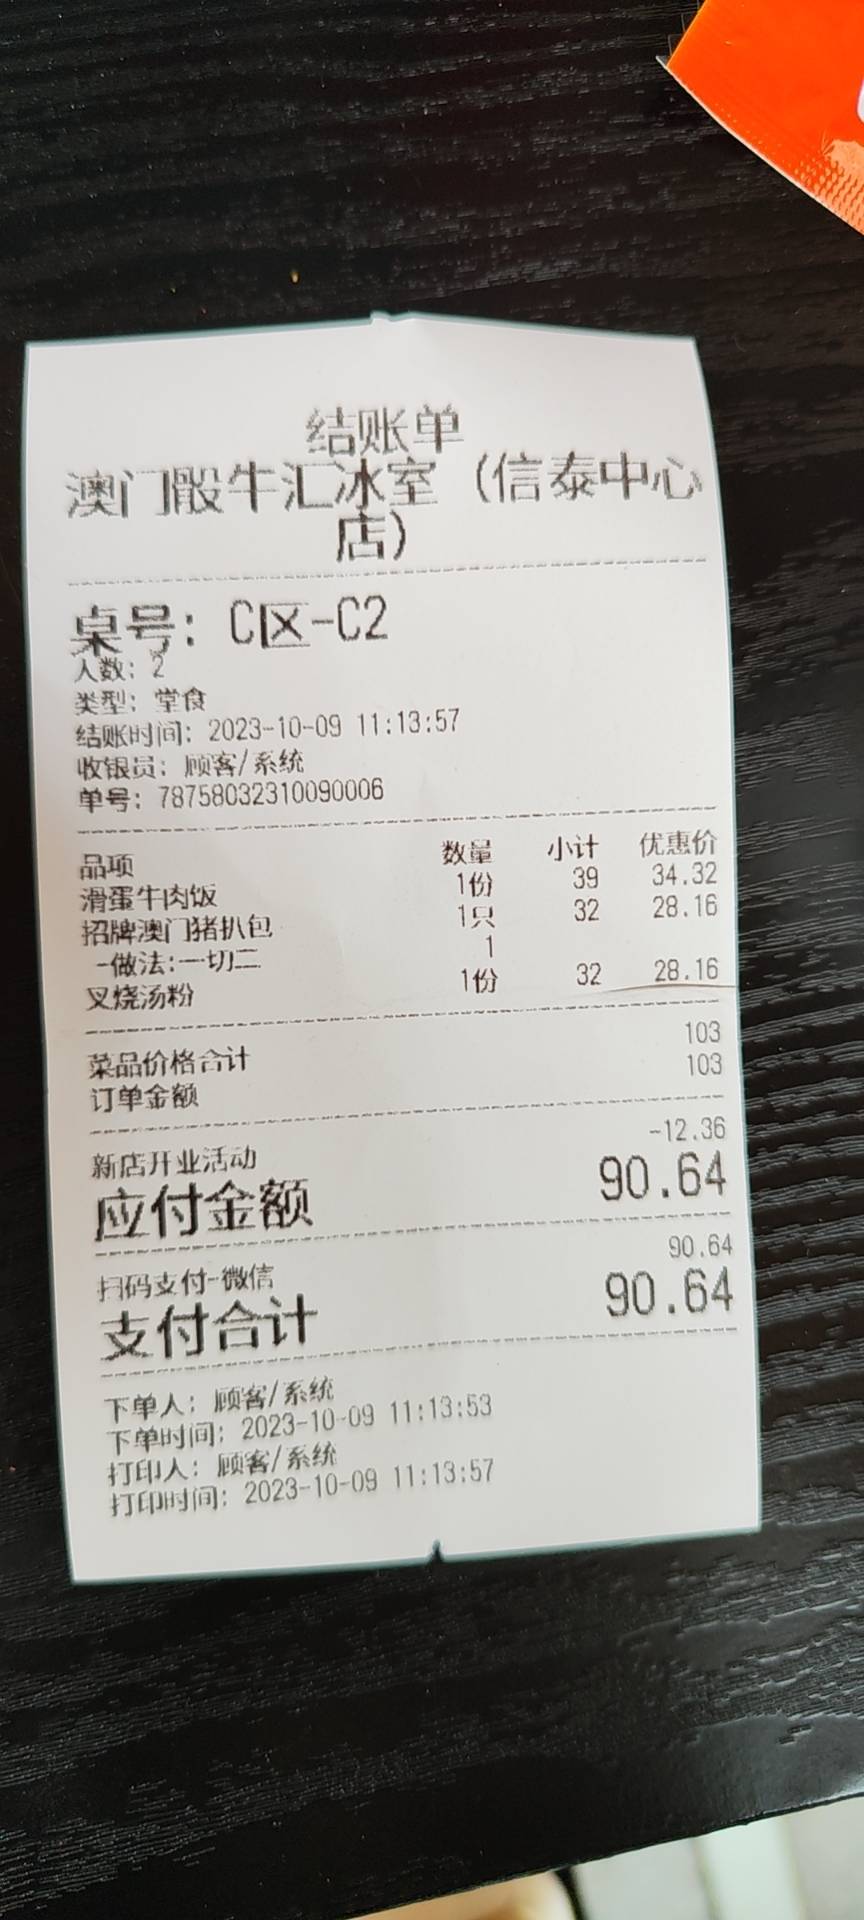 结账单
澳门骰牛汇冰室（信泰中心
店）
桌号：C区-C2
人数：2
类型：堂食
结账时间：2023-10-09 11:13:57
收银员：顾客/系统
单号：78758032310090006
品项 数量 小计 优惠价
滑蛋牛肉饭 1份 39 34.32
招牌澳门猪扒包 1只 32 28.16
-做法:一切二 1
叉烧汤粉 1份 32 28.16
菜品价格合计 103
订单金额 103
新店开业活动 -12.36
应付金额 90.64
扫码支付-微信 90.64
支付合计 90.64
下单人：顾客/系统
下单时间：2023-10-09 11:13:53
打印人：顾客/系统
打印时间：2023-10-09 11:13:57